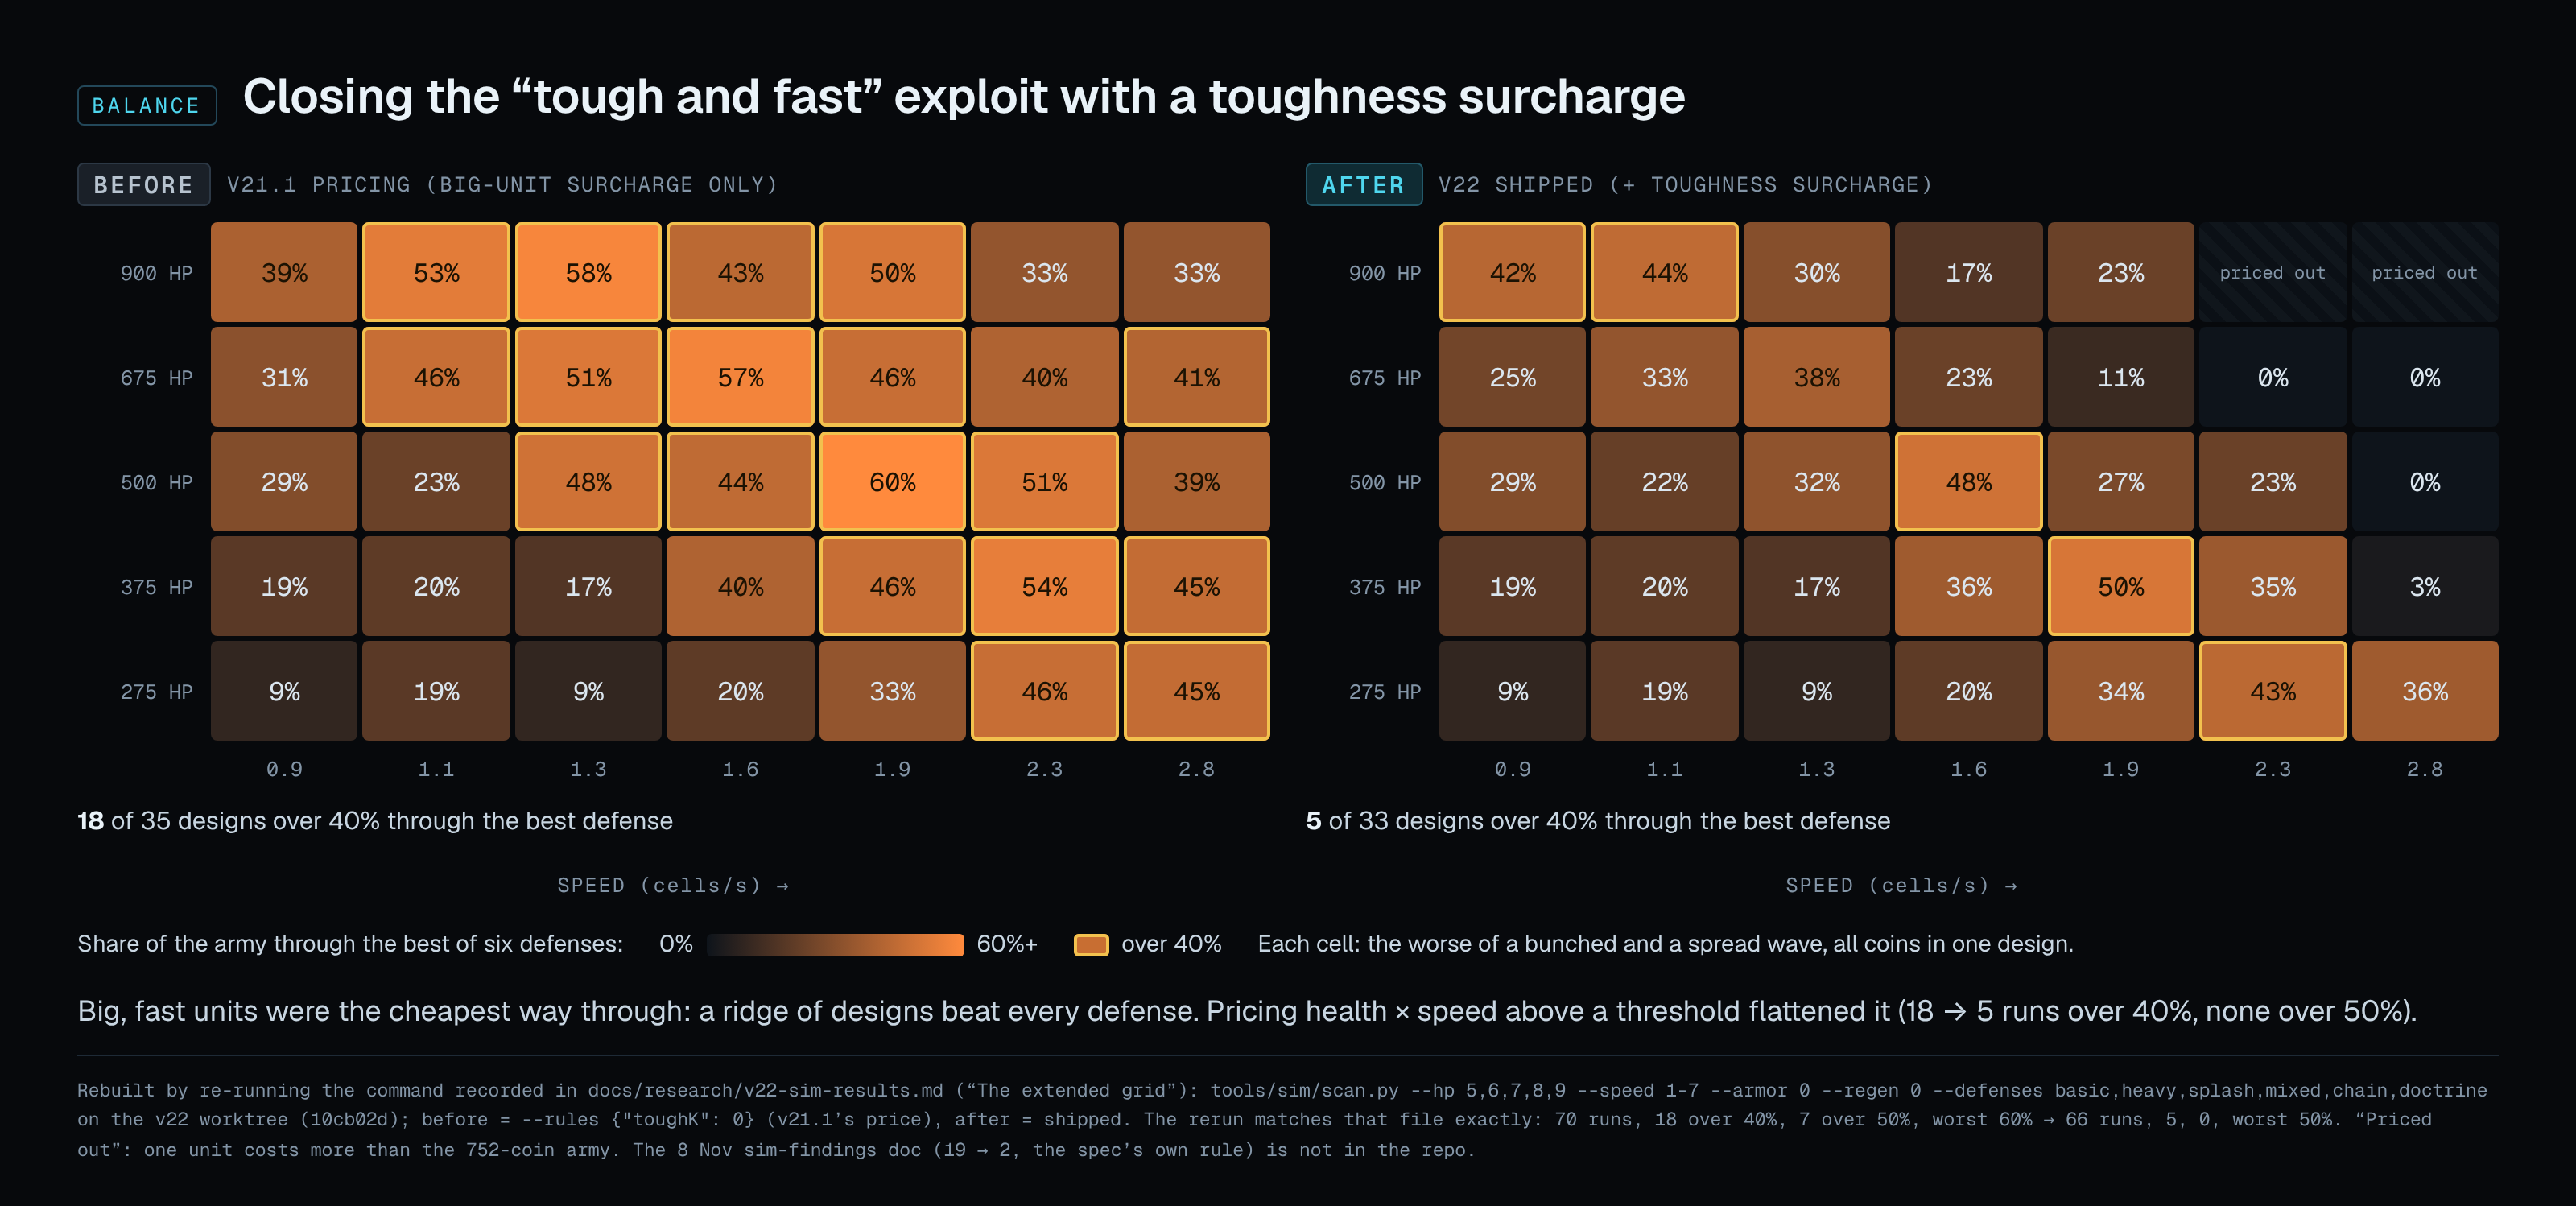 BALANCE Closing the “tough and fast” exploit with a toughness surcharge
BEFORE V21.1 PRICING (BIG-UNIT SURCHARGE ONLY)
900 HP 39% 53% 58% 43% 50% 33% 33%
675 HP 31% 46% 51% 57% 46% 40% 41%
500 HP 29% 23% 48% 44% 60% 51% 39%
375 HP 19% 20% 17% 40% 46% 54% 45%
275 HP 9% 19% 9% 20% 33% 46% 45%
0.9 1.1 1.3 1.6 1.9 2.3 2.8
18 of 35 designs over 40% through the best defense
SPEED (cells/s) →
AFTER V22 SHIPPED (+ TOUGHNESS SURCHARGE)
900 HP 42% 44% 30% 17% 23% priced out priced out
675 HP 25% 33% 38% 23% 11% 0% 0%
500 HP 29% 22% 32% 48% 27% 23% 0%
375 HP 19% 20% 17% 36% 50% 35% 3%
275 HP 9% 19% 9% 20% 34% 43% 36%
0.9 1.1 1.3 1.6 1.9 2.3 2.8
5 of 33 designs over 40% through the best defense
SPEED (cells/s) →
Share of the army through the best of six defenses: 0% 60%+ over 40% Each cell: the worse of a bunched and a spread wave, all coins in one design.
Big, fast units were the cheapest way through: a ridge of designs beat every defense. Pricing health × speed above a threshold flattened it (18 → 5 runs over 40%, none over 50%).
Rebuilt by re-running the command recorded in docs/research/v22-sim-results.md (“The extended grid”): tools/sim/scan.py --hp 5,6,7,8,9 --speed 1-7 --armor 0 --regen 0 --defenses basic,heavy,splash,mixed,chain,doctrine
on the v22 worktree (10cb02d); before = --rules {"toughK": 0} (v21.1’s price), after = shipped. The rerun matches that file exactly: 70 runs, 18 over 40%, 7 over 50%, worst 60% → 66 runs, 5, 0, worst 50%. “Priced
out”: one unit costs more than the 752-coin army. The 8 Nov sim-findings doc (19 → 2, the spec’s own rule) is not in the repo.